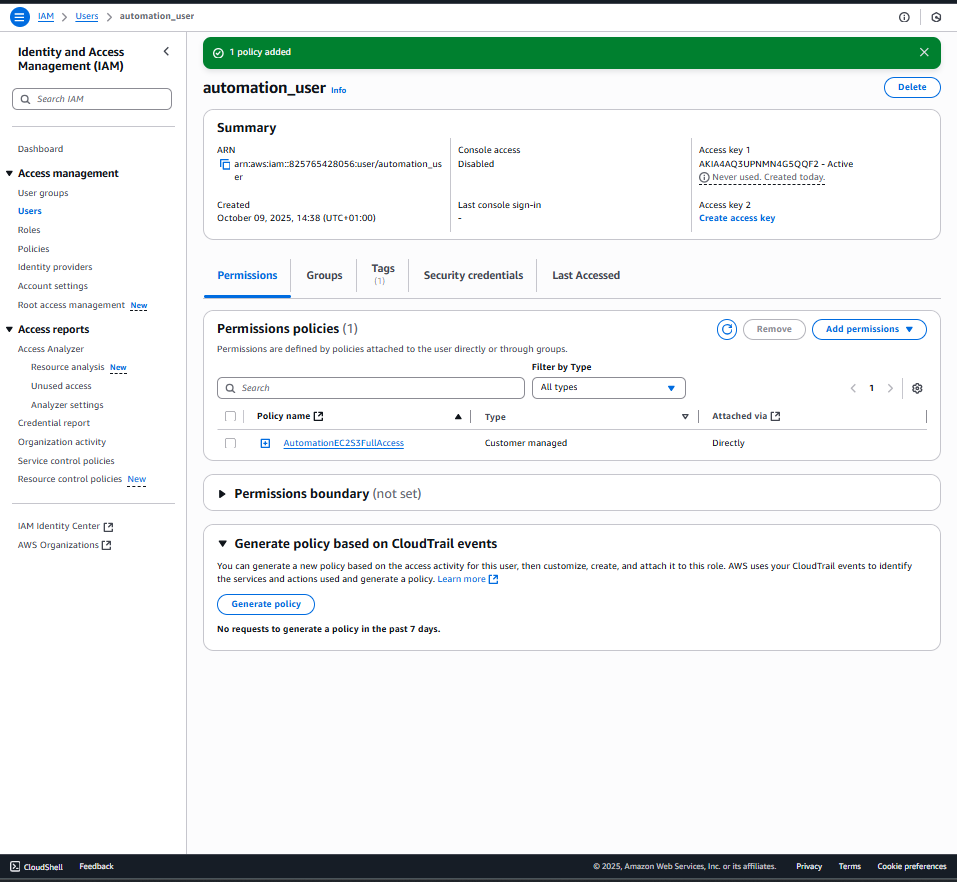 IAM > Users > automation_user
Identity and Access
Management (IAM)
Search IAM
Dashboard
Access management
User groups
Users
Roles
Policies
Identity providers
Account settings
Root access management New
Access reports
Access Analyzer
Resource analysis New
Unused access
Analyzer settings
Credential report
Organization activity
Service control policies
Resource control policies New
IAM Identity Center
AWS Organizations
1 policy added
automation_user Info
Delete
Summary
ARN
arn:aws:iam::825765428056:user/automation_us
er
Created
October 09, 2025, 14:38 (UTC+01:00)
Console access
Disabled
Last console sign-in
-
Access key 1
AKIA4AQ3UPNMN4G5QQF2 - Active
Never used. Created today.
Access key 2
Create access key
Permissions
Groups
Tags
(1)
Security credentials
Last Accessed
Permissions policies (1)
Remove
Add permissions
Permissions are defined by policies attached to the user directly or through groups.
Filter by Type
Search
All types
1
Policy name Type Attached via
AutomationEC2S3FullAccess Customer managed Directly
Permissions boundary (not set)
Generate policy based on CloudTrail events
You can generate a new policy based on the access activity for this user, then customize, create, and attach it to this role. AWS uses your CloudTrail events to identify
the services and actions used and generate a policy. Learn more
Generate policy
No requests to generate a policy in the past 7 days.
CloudShell Feedback © 2025, Amazon Web Services, Inc. or its affiliates. Privacy Terms Cookie preferences